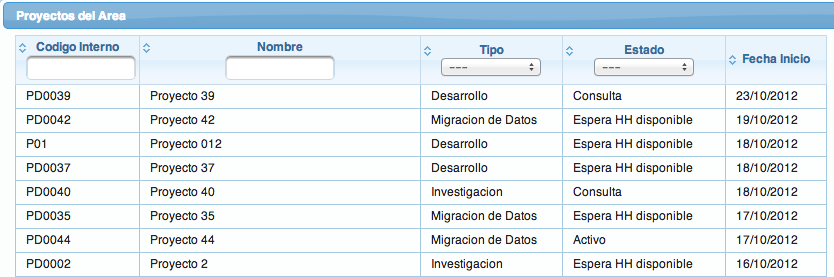 Proyectos del Area
Codigo Interno Nombre Tipo Estado Fecha Inicio
--- ---
PD0039 Proyecto 39 Desarrollo Consulta 23/10/2012
PD0042 Proyecto 42 Migracion de Datos Espera HH disponible 19/10/2012
P01 Proyecto 012 Desarrollo Espera HH disponible 18/10/2012
PD0037 Proyecto 37 Desarrollo Espera HH disponible 18/10/2012
PD0040 Proyecto 40 Investigacion Consulta 18/10/2012
PD0035 Proyecto 35 Migracion de Datos Espera HH disponible 17/10/2012
PD0044 Proyecto 44 Migracion de Datos Activo 17/10/2012
PD0002 Proyecto 2 Investigacion Espera HH disponible 16/10/2012